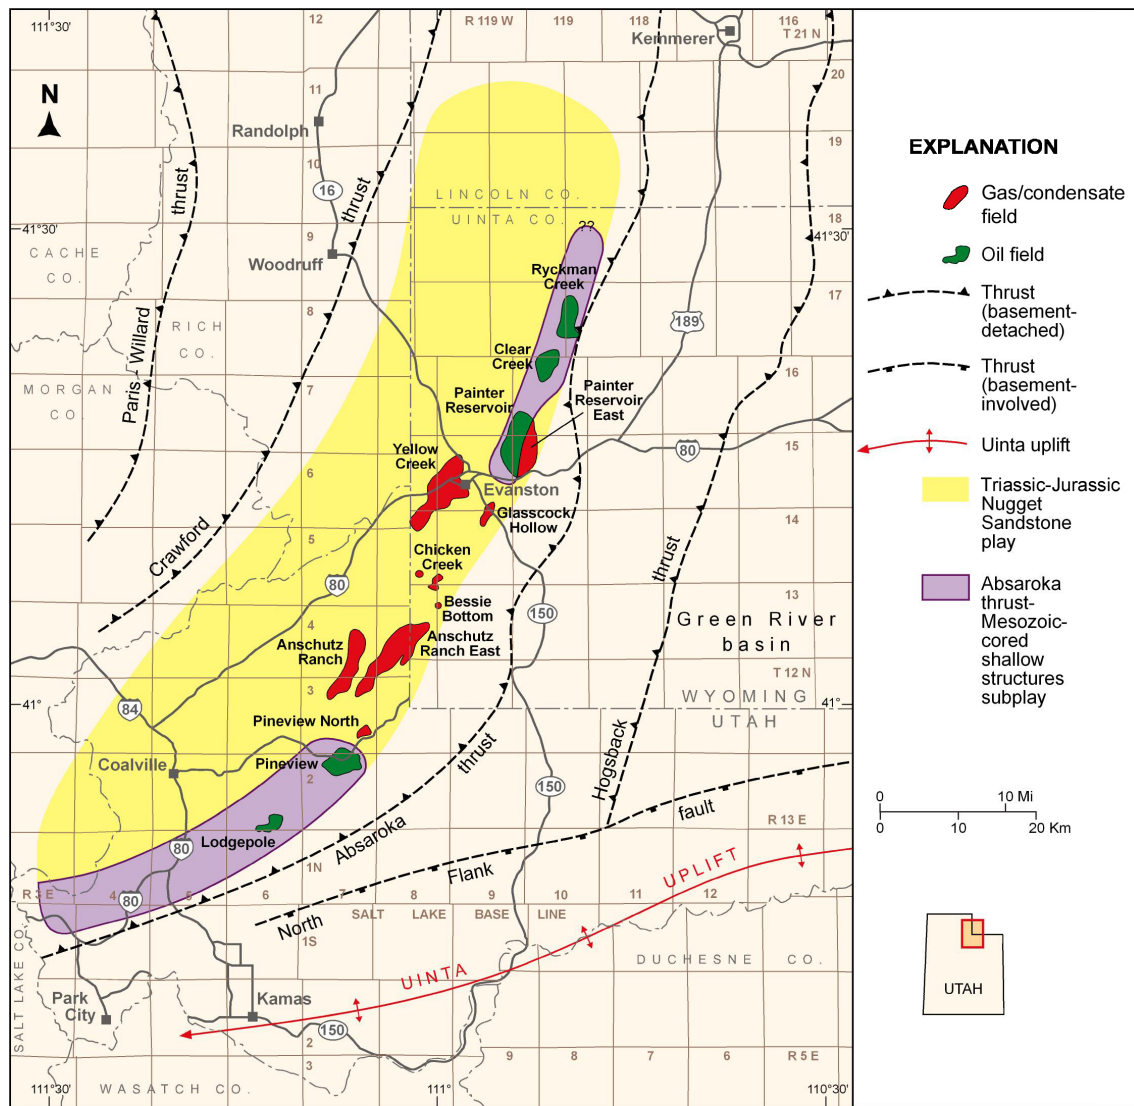 111°30'
12
R 119 W
119
118
116
T 21 N
Kemmerer
20
11
N
Randolph
19
10
thrust
thrust
16
LINCOLN CO.
UINTA CO.
18
41°30'
41°30'
9
??
CACHE
CO.
Woodruff
Ryckman
Creek
17
8
RICH
CO.
189
Clear
Creek
16
Paris - Willard
MORGAN
CO.
7
Painter
Reservoir
Painter
Reservoir
East
15
80
Yellow
Creek
6
Evanston
Glasscock
Hollow
14
Crawford
5
Chicken
Creek
thrust
80
13
Bessie
Bottom
150
4
Green River
basin
Anschutz
Ranch
Anschutz
Ranch East
T 12 N
3
WYOMING
UTAH
41°
41°
84
Pineview North
Hogsback
thrust
Coalville
Pineview
2
150
fault
R 13 E
Absaroka
Lodgepole
80
1N
Flank
UPLIFT
R 3 E
4
5
6
7
8
9
10
11
12
80
SALT LAKE BASE LINE
North
1S
SALT LAKE CO.
DUCHESNE CO.
UINTA
Park
City
Kamas
150
2
3
9
8
7
6
R 5 E
WASATCH CO.
111°30'
111°
110°30'
EXPLANATION
Gas/condensate
field
Oil field
Thrust
(basement-
detached)
Thrust
(basement-
involved)
Uinta uplift
Triassic-Jurassic
Nugget
Sandstone
play
Absaroka
thrust-
Mesozoic-
cored
shallow
structures
subplay
0
10 Mi
0
10
20 Km
UTAH